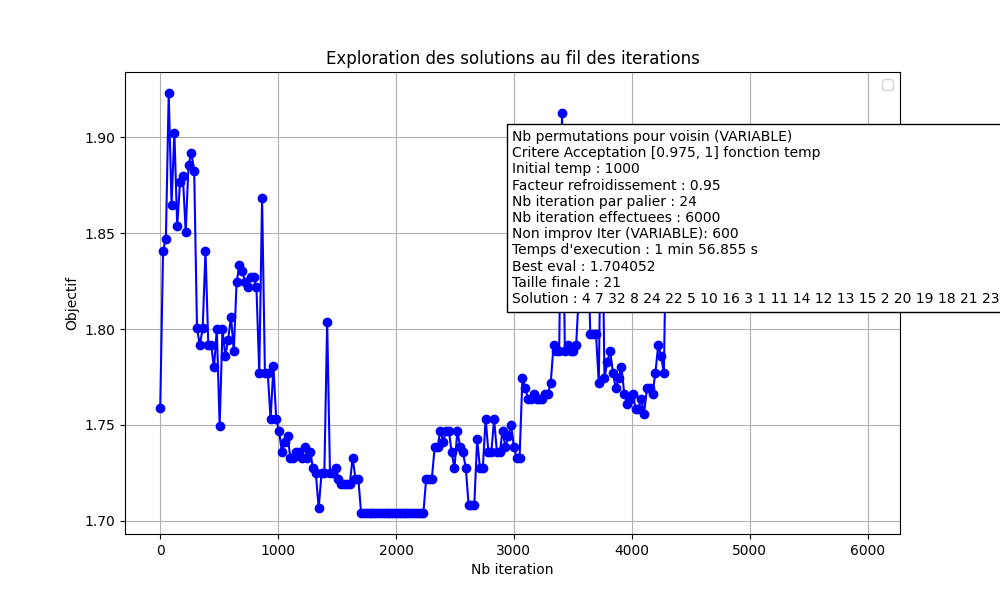 Exploration des solutions au fil des iterations
1.90
1.85
1.80
1.75
1.70
Objectif
Nb permutations pour voisin (VARIABLE)
Critere Acceptation [0.975, 1] fonction temp
Initial temp : 1000
Facteur refroidissement : 0.95
Nb iteration par palier : 24
Nb iteration effectuees : 6000
Non improv Iter (VARIABLE): 600
Temps d'execution : 1 min 56.855 s
Best eval : 1.704052
Taille finale : 21
Solution : 4 7 32 8 24 22 5 10 16 3 1 11 14 12 13 15 2 20 19 18 21 23
0 1000 2000 3000 4000 5000 6000
Nb iteration